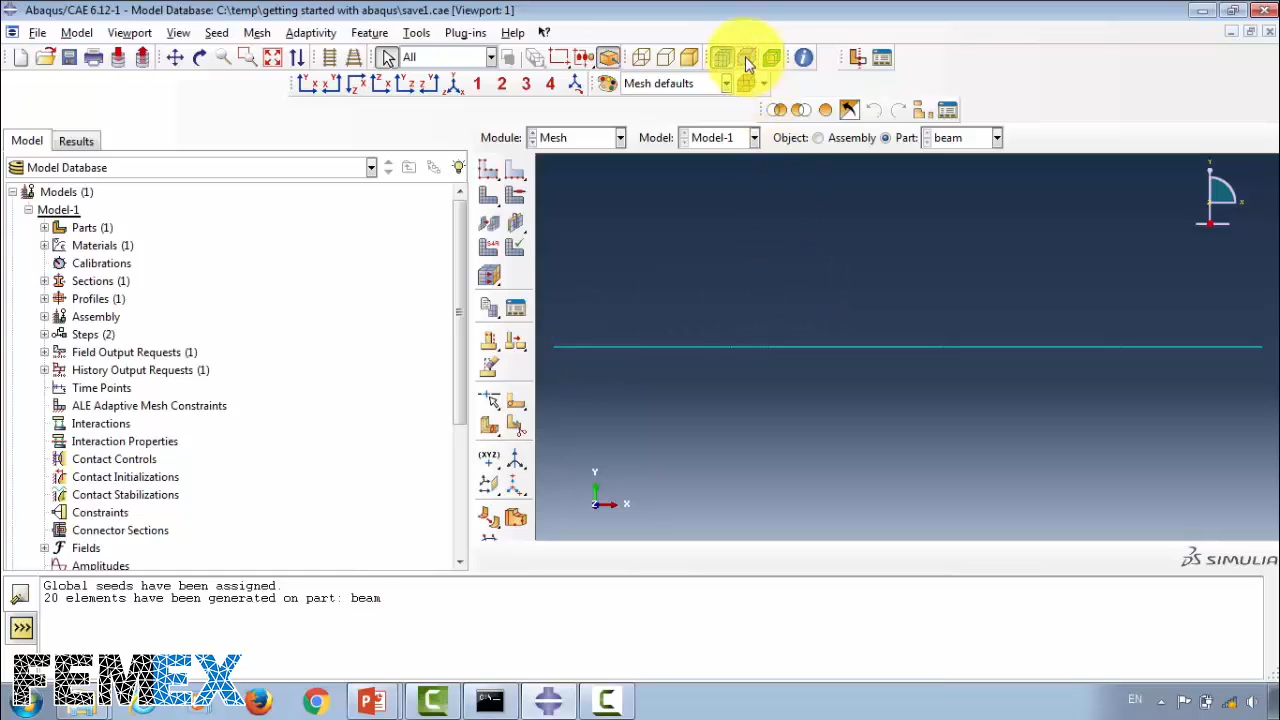 Abaqus/CAE 6.12-1 - Model Database: C:\temp\getting started with abaqus\save1.cae [Viewport: 1]
File Model Viewport View Seed Mesh Adaptivity Feature Tools Plug-ins Help
All
1 2 3 4 Mesh defaults
Model Results
Module: Mesh Model: Model-1 Object: Assembly Part: beam
Model Database
Models (1)
Model-1
Parts (1)
Materials (1)
Calibrations
Sections (1)
Profiles (1)
Assembly
Steps (2)
Field Output Requests (1)
History Output Requests (1)
Time Points
ALE Adaptive Mesh Constraints
Interactions
Interaction Properties
Contact Controls
Contact Initializations
Contact Stabilizations
Constraints
Connector Sections
Fields
Amplitudes
(XYZ)
Y
X
Z
Y
X
SIMULIA
Global seeds have been assigned.
20 elements have been generated on part: beam
>>>
FEMEX
EN